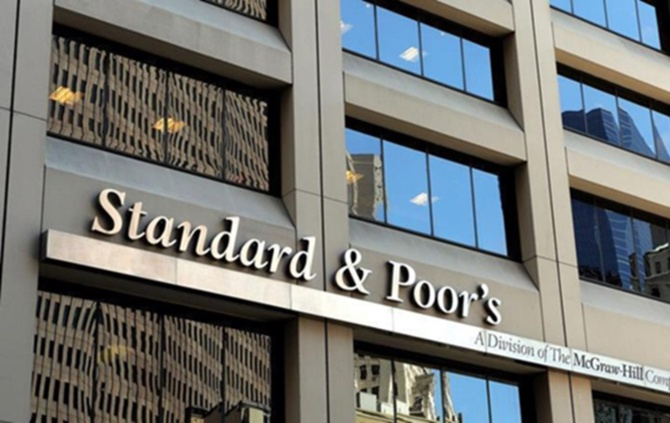 Standard & Poor's
A Division of The McGraw-Hill